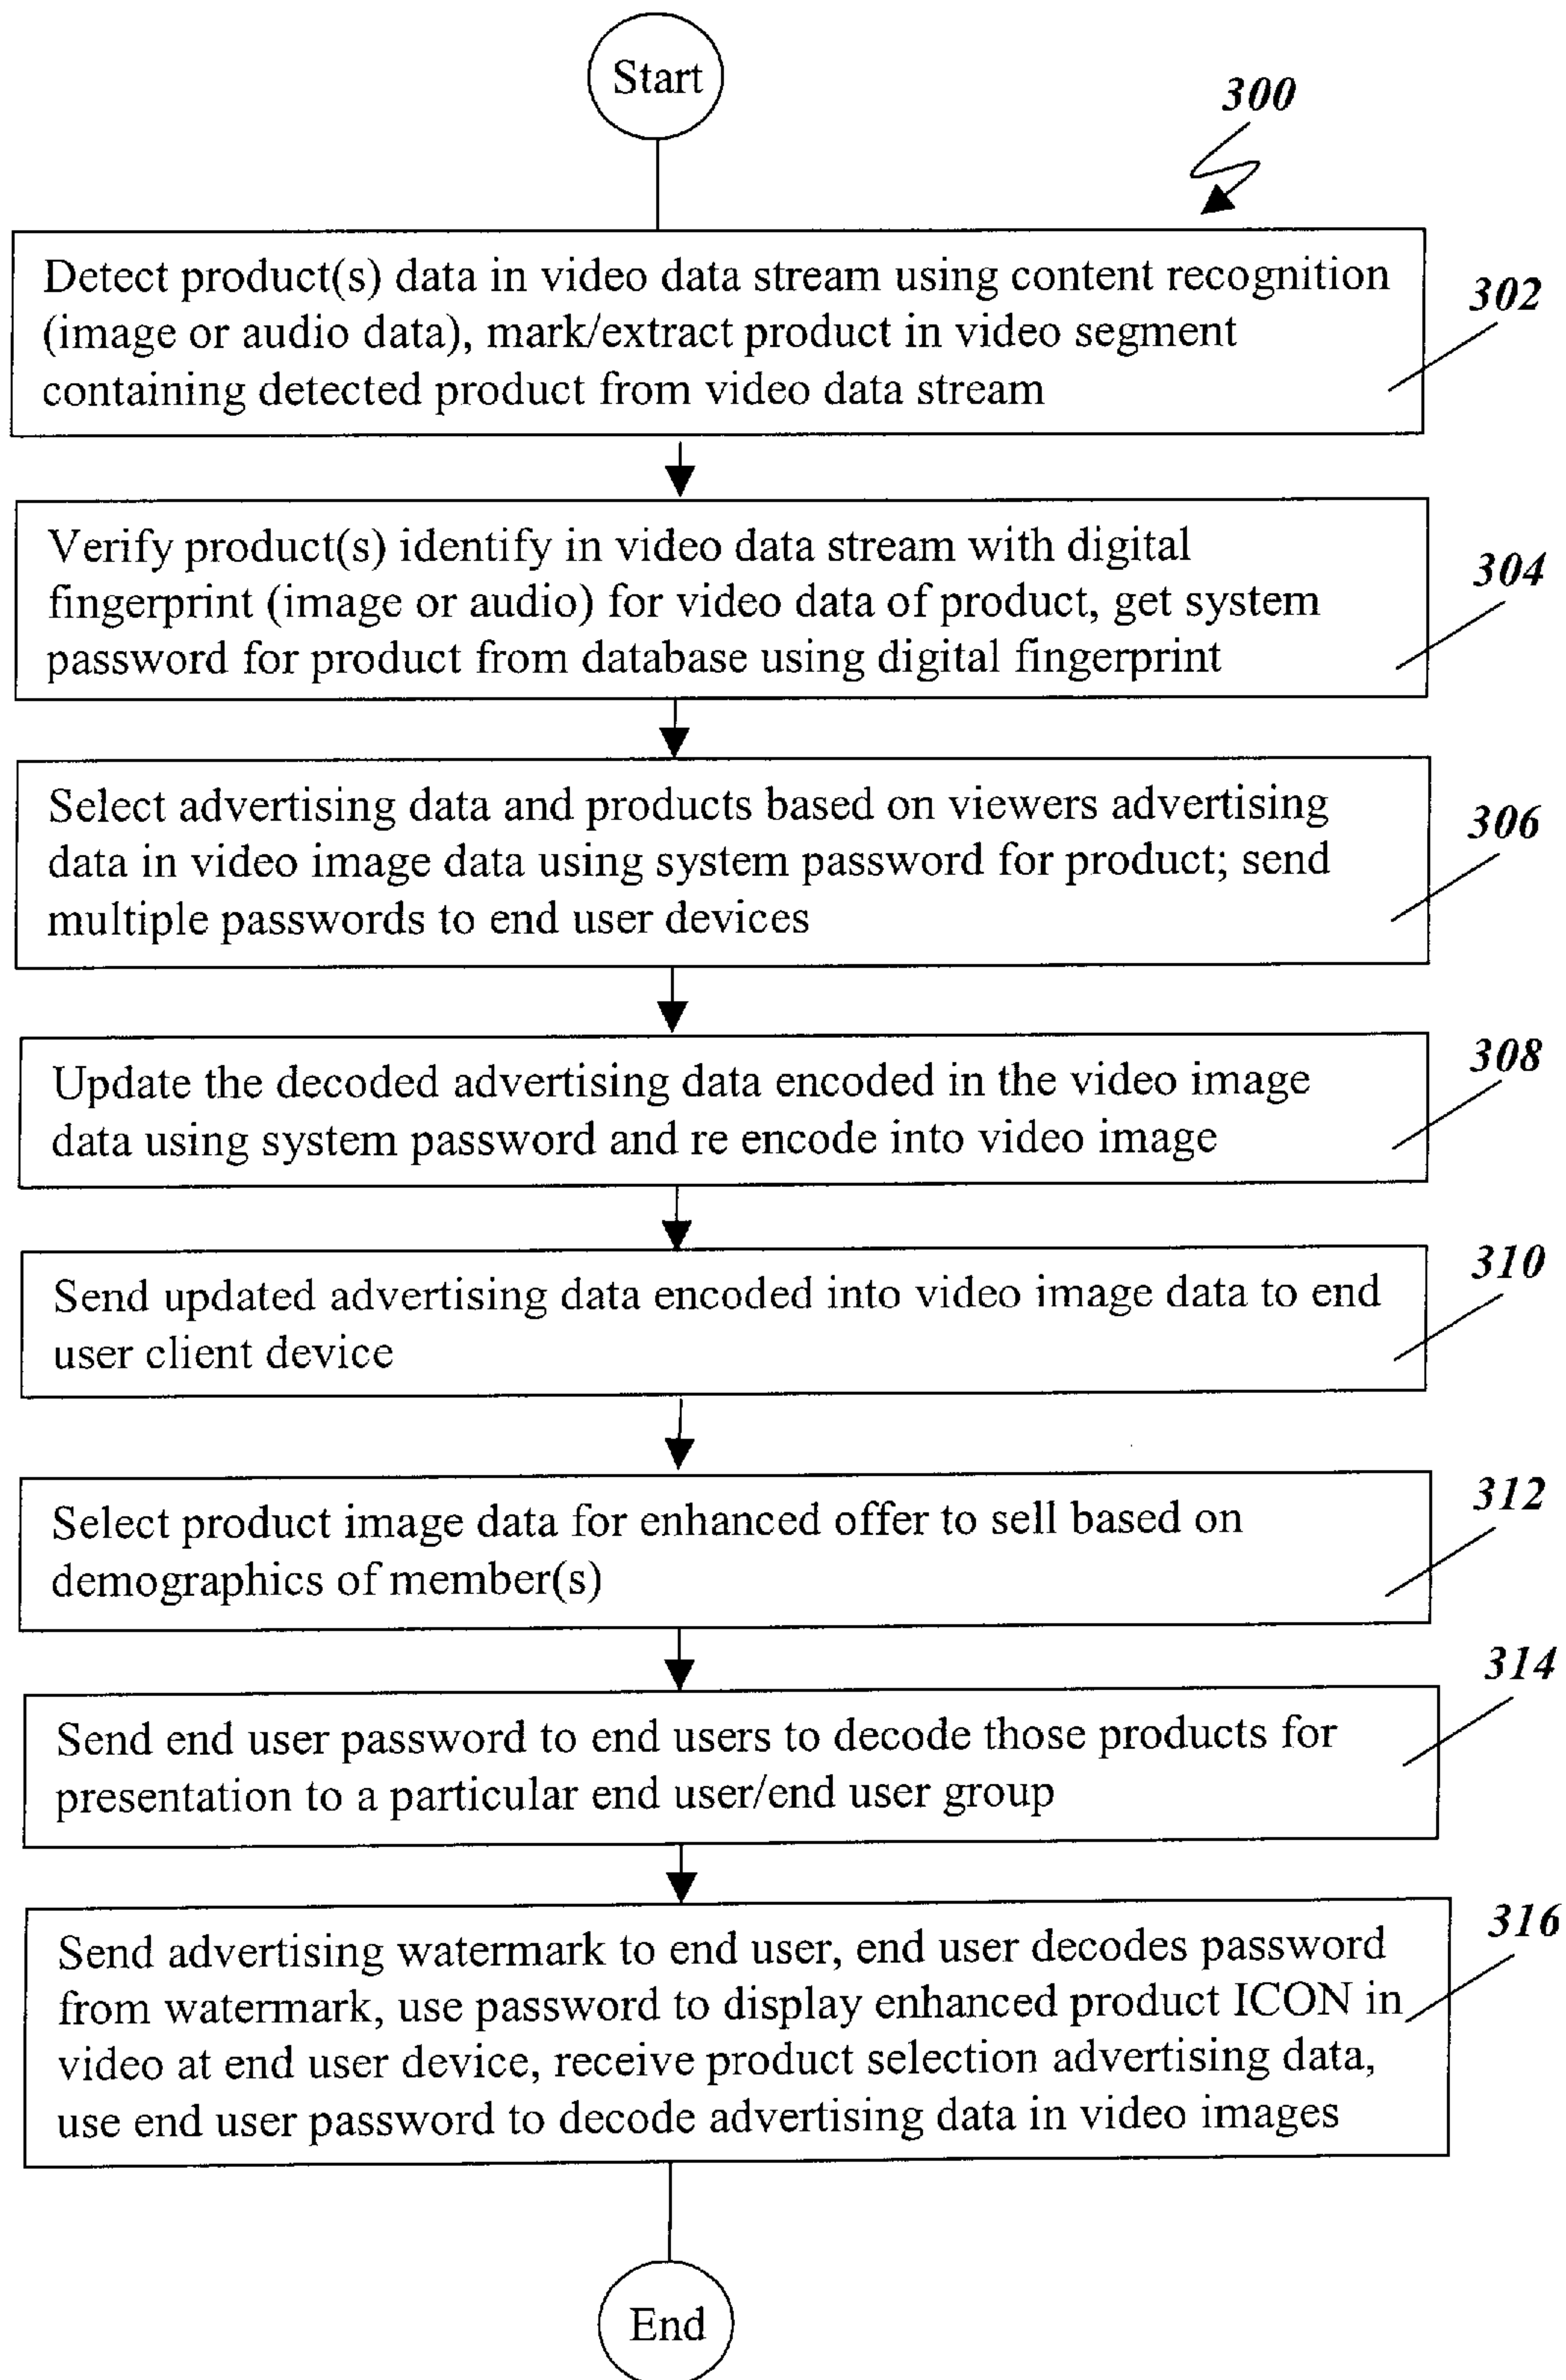 Start
300
Detect product(s) data in video data stream using content recognition
(image or audio data), mark/extract product in video segment
containing detected product from video data stream
302
Verify product(s) identify in video data stream with digital
fingerprint (image or audio) for video data of product, get system
password for product from database using digital fingerprint
304
Select advertising data and products based on viewers advertising
data in video image data using system password for product; send
multiple passwords to end user devices
306
Update the decoded advertising data encoded in the video image
data using system password and re encode into video image
308
Send updated advertising data encoded into video image data to end
user client device
310
Select product image data for enhanced offer to sell based on
demographics of member(s)
312
Send end user password to end users to decode those products for
presentation to a particular end user/end user group
314
Send advertising watermark to end user, end user decodes password
from watermark, use password to display enhanced product ICON in
video at end user device, receive product selection advertising data,
use end user password to decode advertising data in video images
316
End